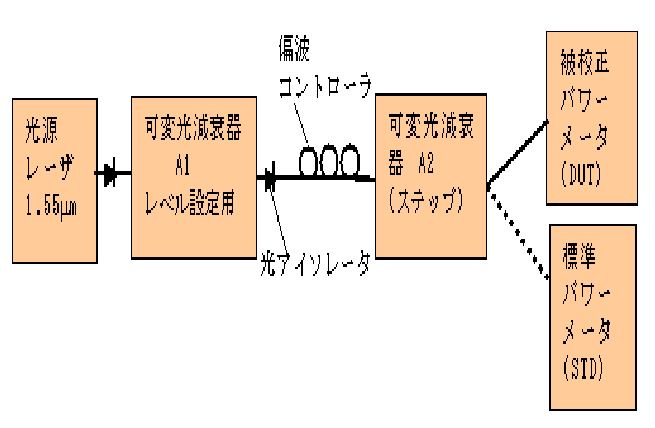 光源
レーザ
1.55μm
可変光減衰器
A1
レベル設定用
偏波
コントローラ
光アイソレータ
可変光減衰
器 A2
(ステップ)
被校正
パワー
メータ
(DUT)
標準
パワー
メータ
(STD)